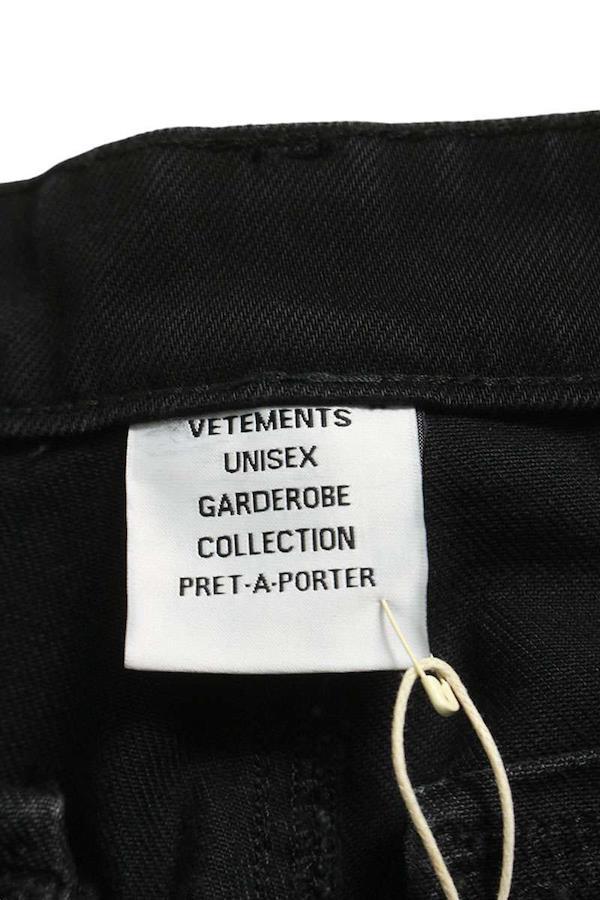 VETEMENTS
UNISEX
GARDEROBE
COLLECTION
PRET-A-PORTER